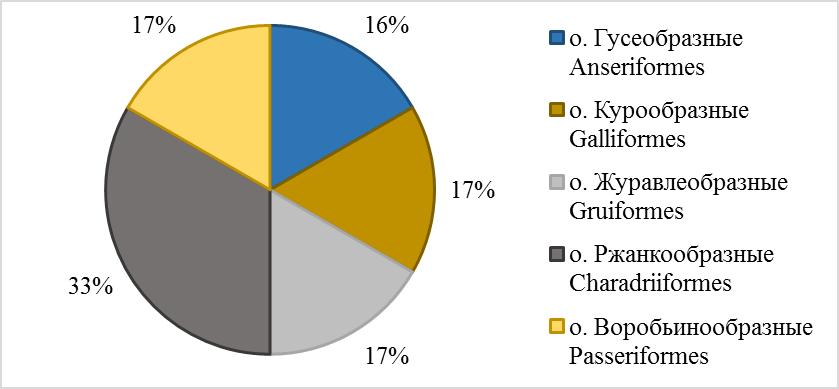 17%
16%
17%
33%
17%
о. Гусеобразные
Anseriformes
о. Курообразные
Galliformes
о. Журавлеобразные
Gruiformes
о. Ржанкообразные
Charadriiformes
о. Воробьинообразные
Passeriformes